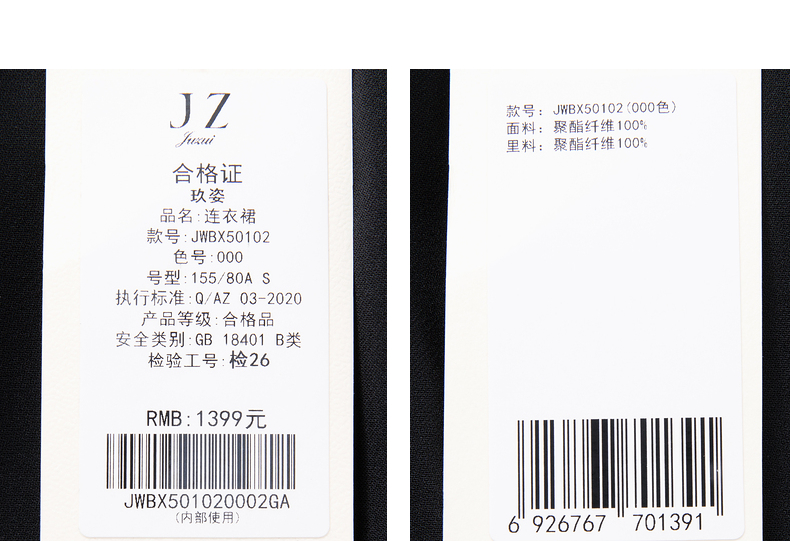 JZ
Juzui
合格证
玖姿
品名:连衣裙
款号:JWBX50102
色号:000
号型:155/80A S
执行标准:Q/AZ 03-2020
产品等级:合格品
安全类别:GB 18401 B类
检验工号:检26
RMB:1399元
JWBX501020002GA
(内部使用)
款号: JWBX50102(000色)
面料: 聚酯纤维100%
里料: 聚酯纤维100%
6 926767 701391